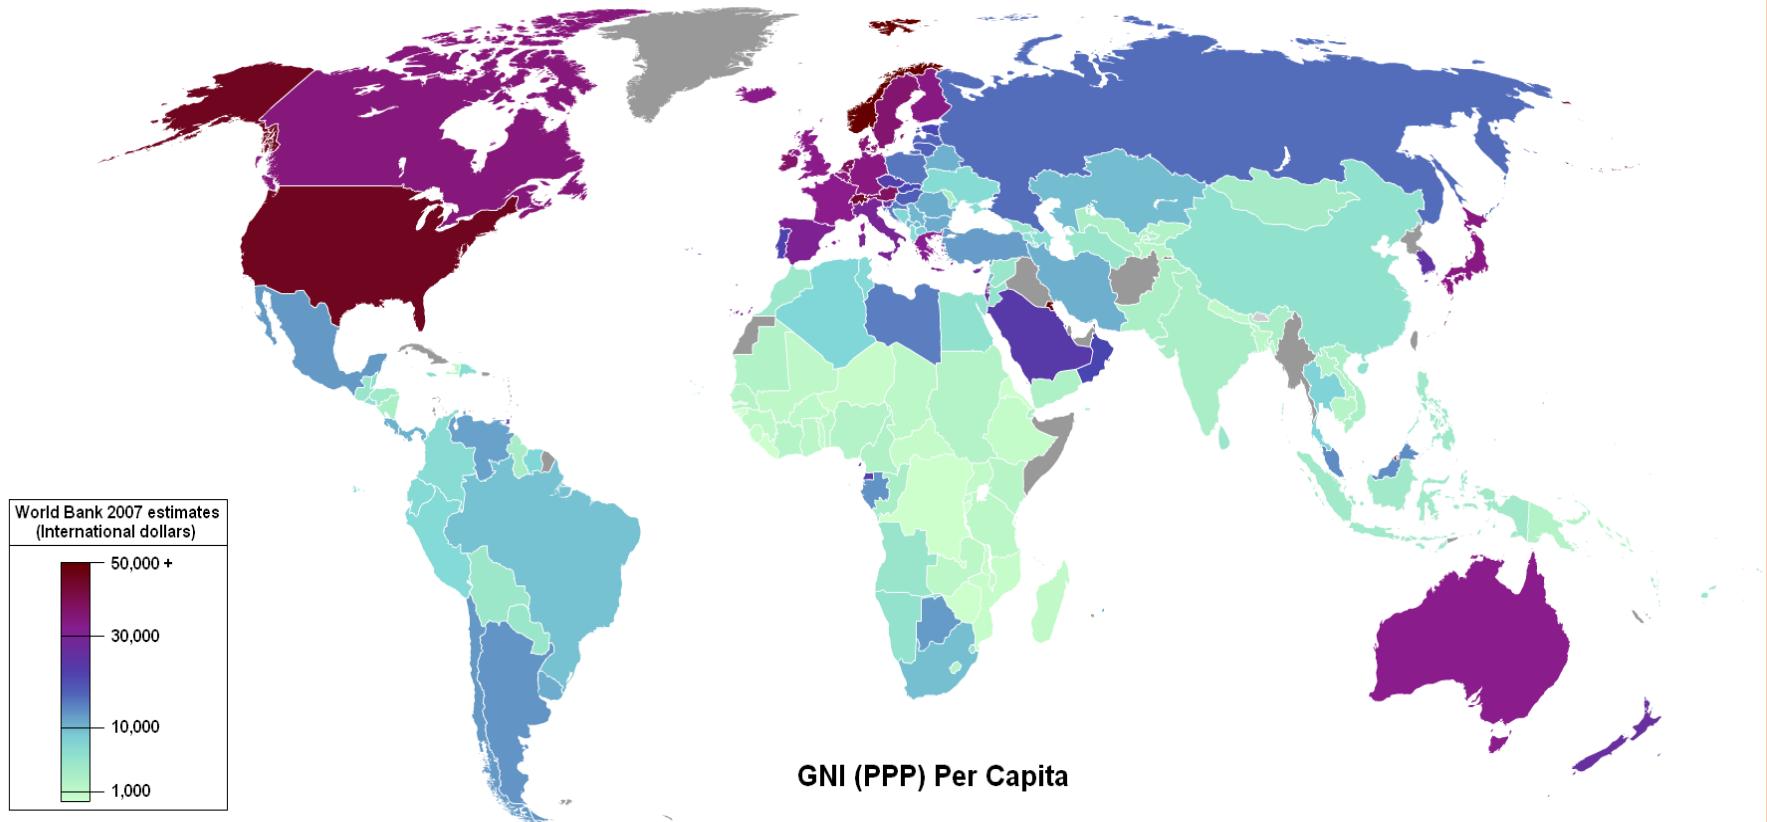 World Bank 2007 estimates
(International dollars)
50,000 +
30,000
10,000
1,000
GNI (PPP) Per Capita